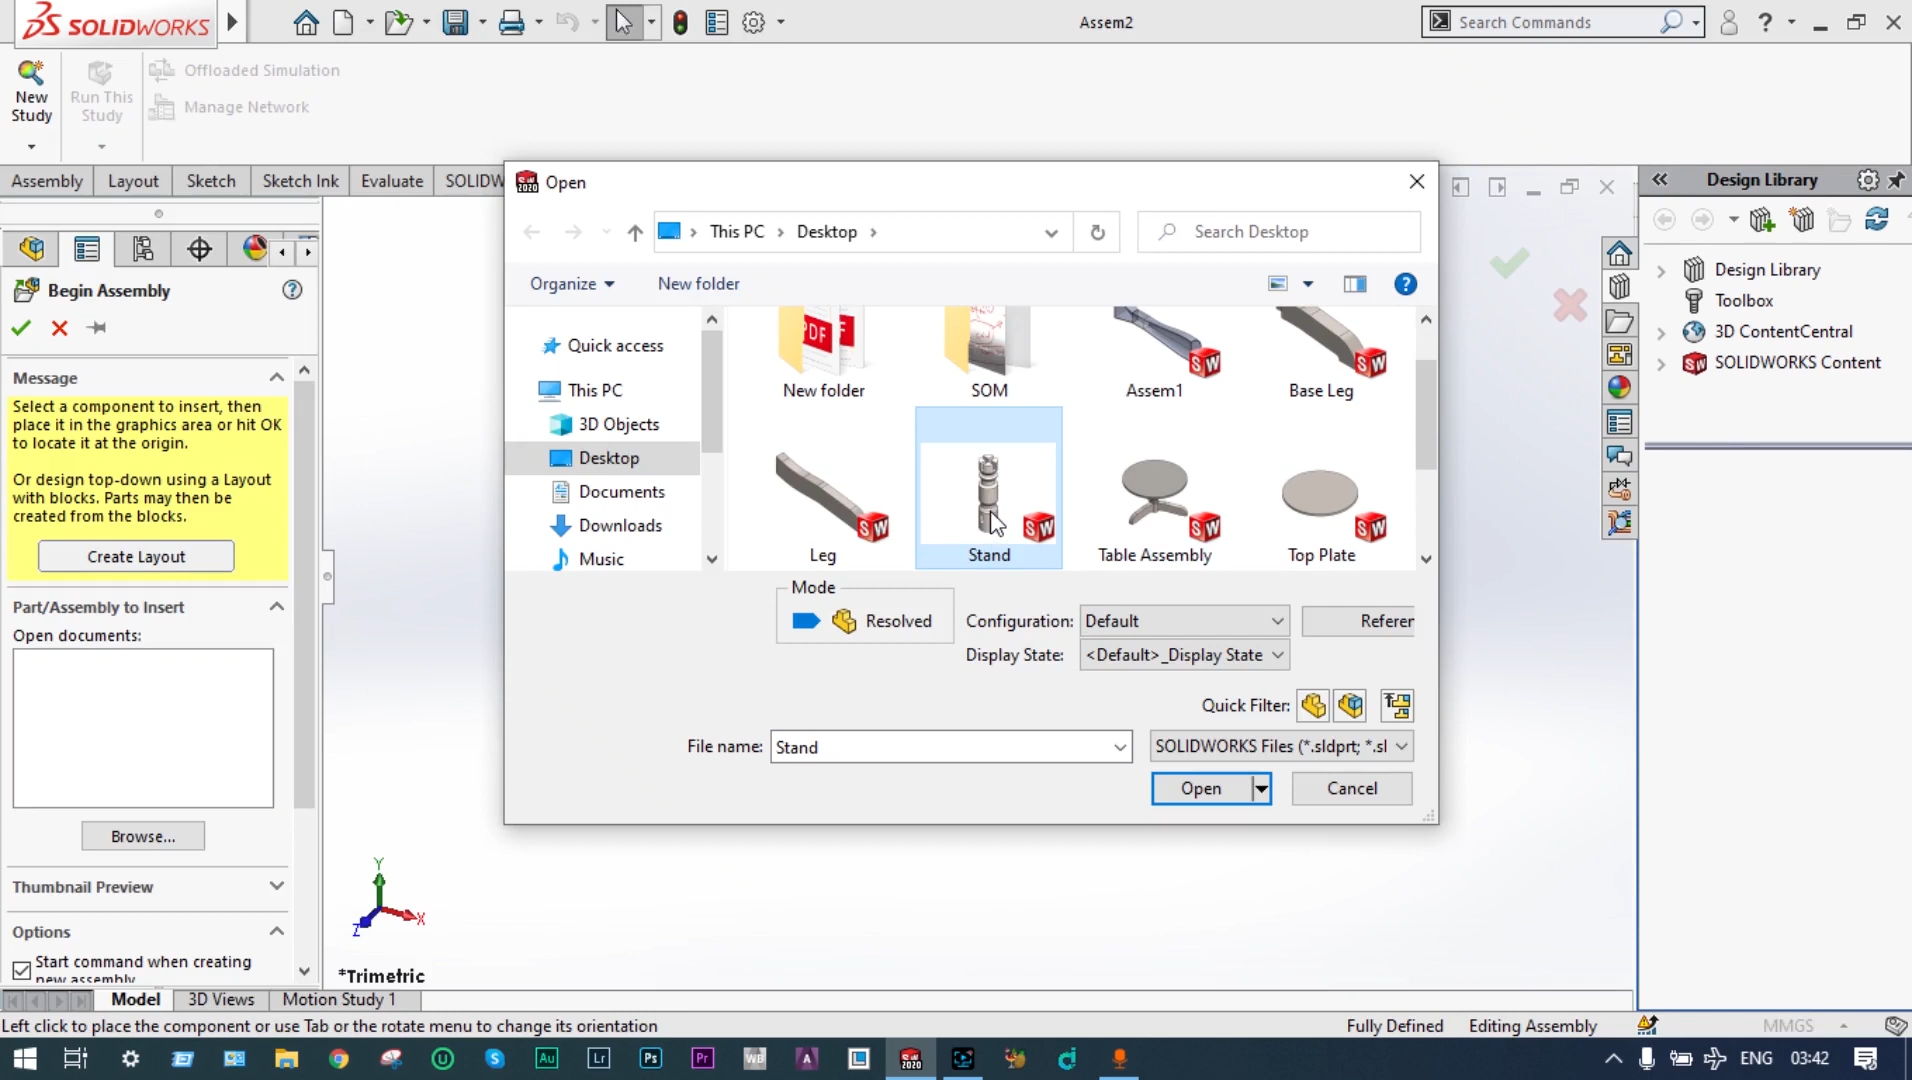 SOLIDWORKS
Assem2
Search Commands
New
Study
Run This
Study
Offloaded Simulation
Manage Network
Assembly
Layout
Sketch
Sketch Ink
Evaluate
SOLIDW
Begin Assembly
Message
Select a component to insert, then
place it in the graphics area or hit OK
to locate it at the origin.
Or design top-down using a Layout
with blocks. Parts may then be
created from the blocks.
Create Layout
Part/Assembly to Insert
Open documents:
Browse...
Thumbnail Preview
Options
Start command when creating
new assembly
Open
This PC
Desktop
Search Desktop
Organize
New folder
Quick access
This PC
3D Objects
Desktop
Documents
Downloads
Music
New folder
SOM
Assem1
Base Leg
Leg
Stand
Table Assembly
Top Plate
Mode
Resolved
Configuration:
Default
Referen
Display State:
<Default>_Display State
Quick Filter:
File name:
Stand
SOLIDWORKS Files (*.sldprt; *.sl
Open
Cancel
Design Library
Design Library
Toolbox
3D ContentCentral
SOLIDWORKS Content
Y
X
Z
*Trimetric
Model
3D Views
Motion Study 1
Left click to place the component or use Tab or the rotate menu to change its orientation
Fully Defined
Editing Assembly
MMGS
ENG
03:42